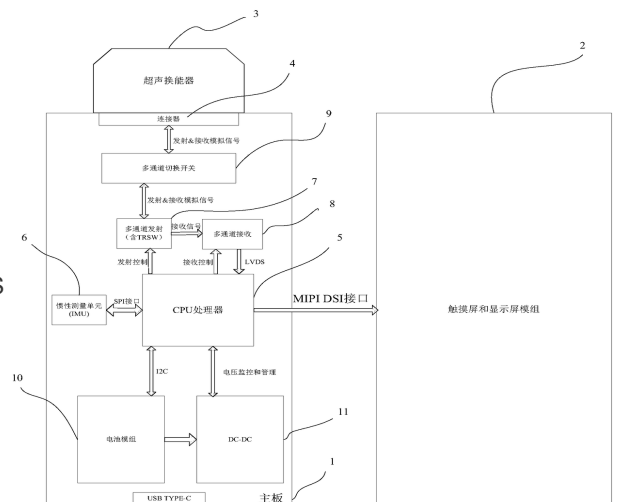 3
2
超声换能器
4
连接器
9
发射&接收模拟信号
多通道切换开关
7
发射&接收模拟信号
8
多通道发射
(含TRSW)
接收信号
多通道接收
6
5
发射控制
接收控制
LVDS
S
惯性测量单元
(IMU)
SPI接口
CPU处理器
MIPI DSI接口
触摸屏和显示屏模组
I2C
电压监控和管理
10
11
电池模组
DC-DC
1
USB TYPE-C
主板